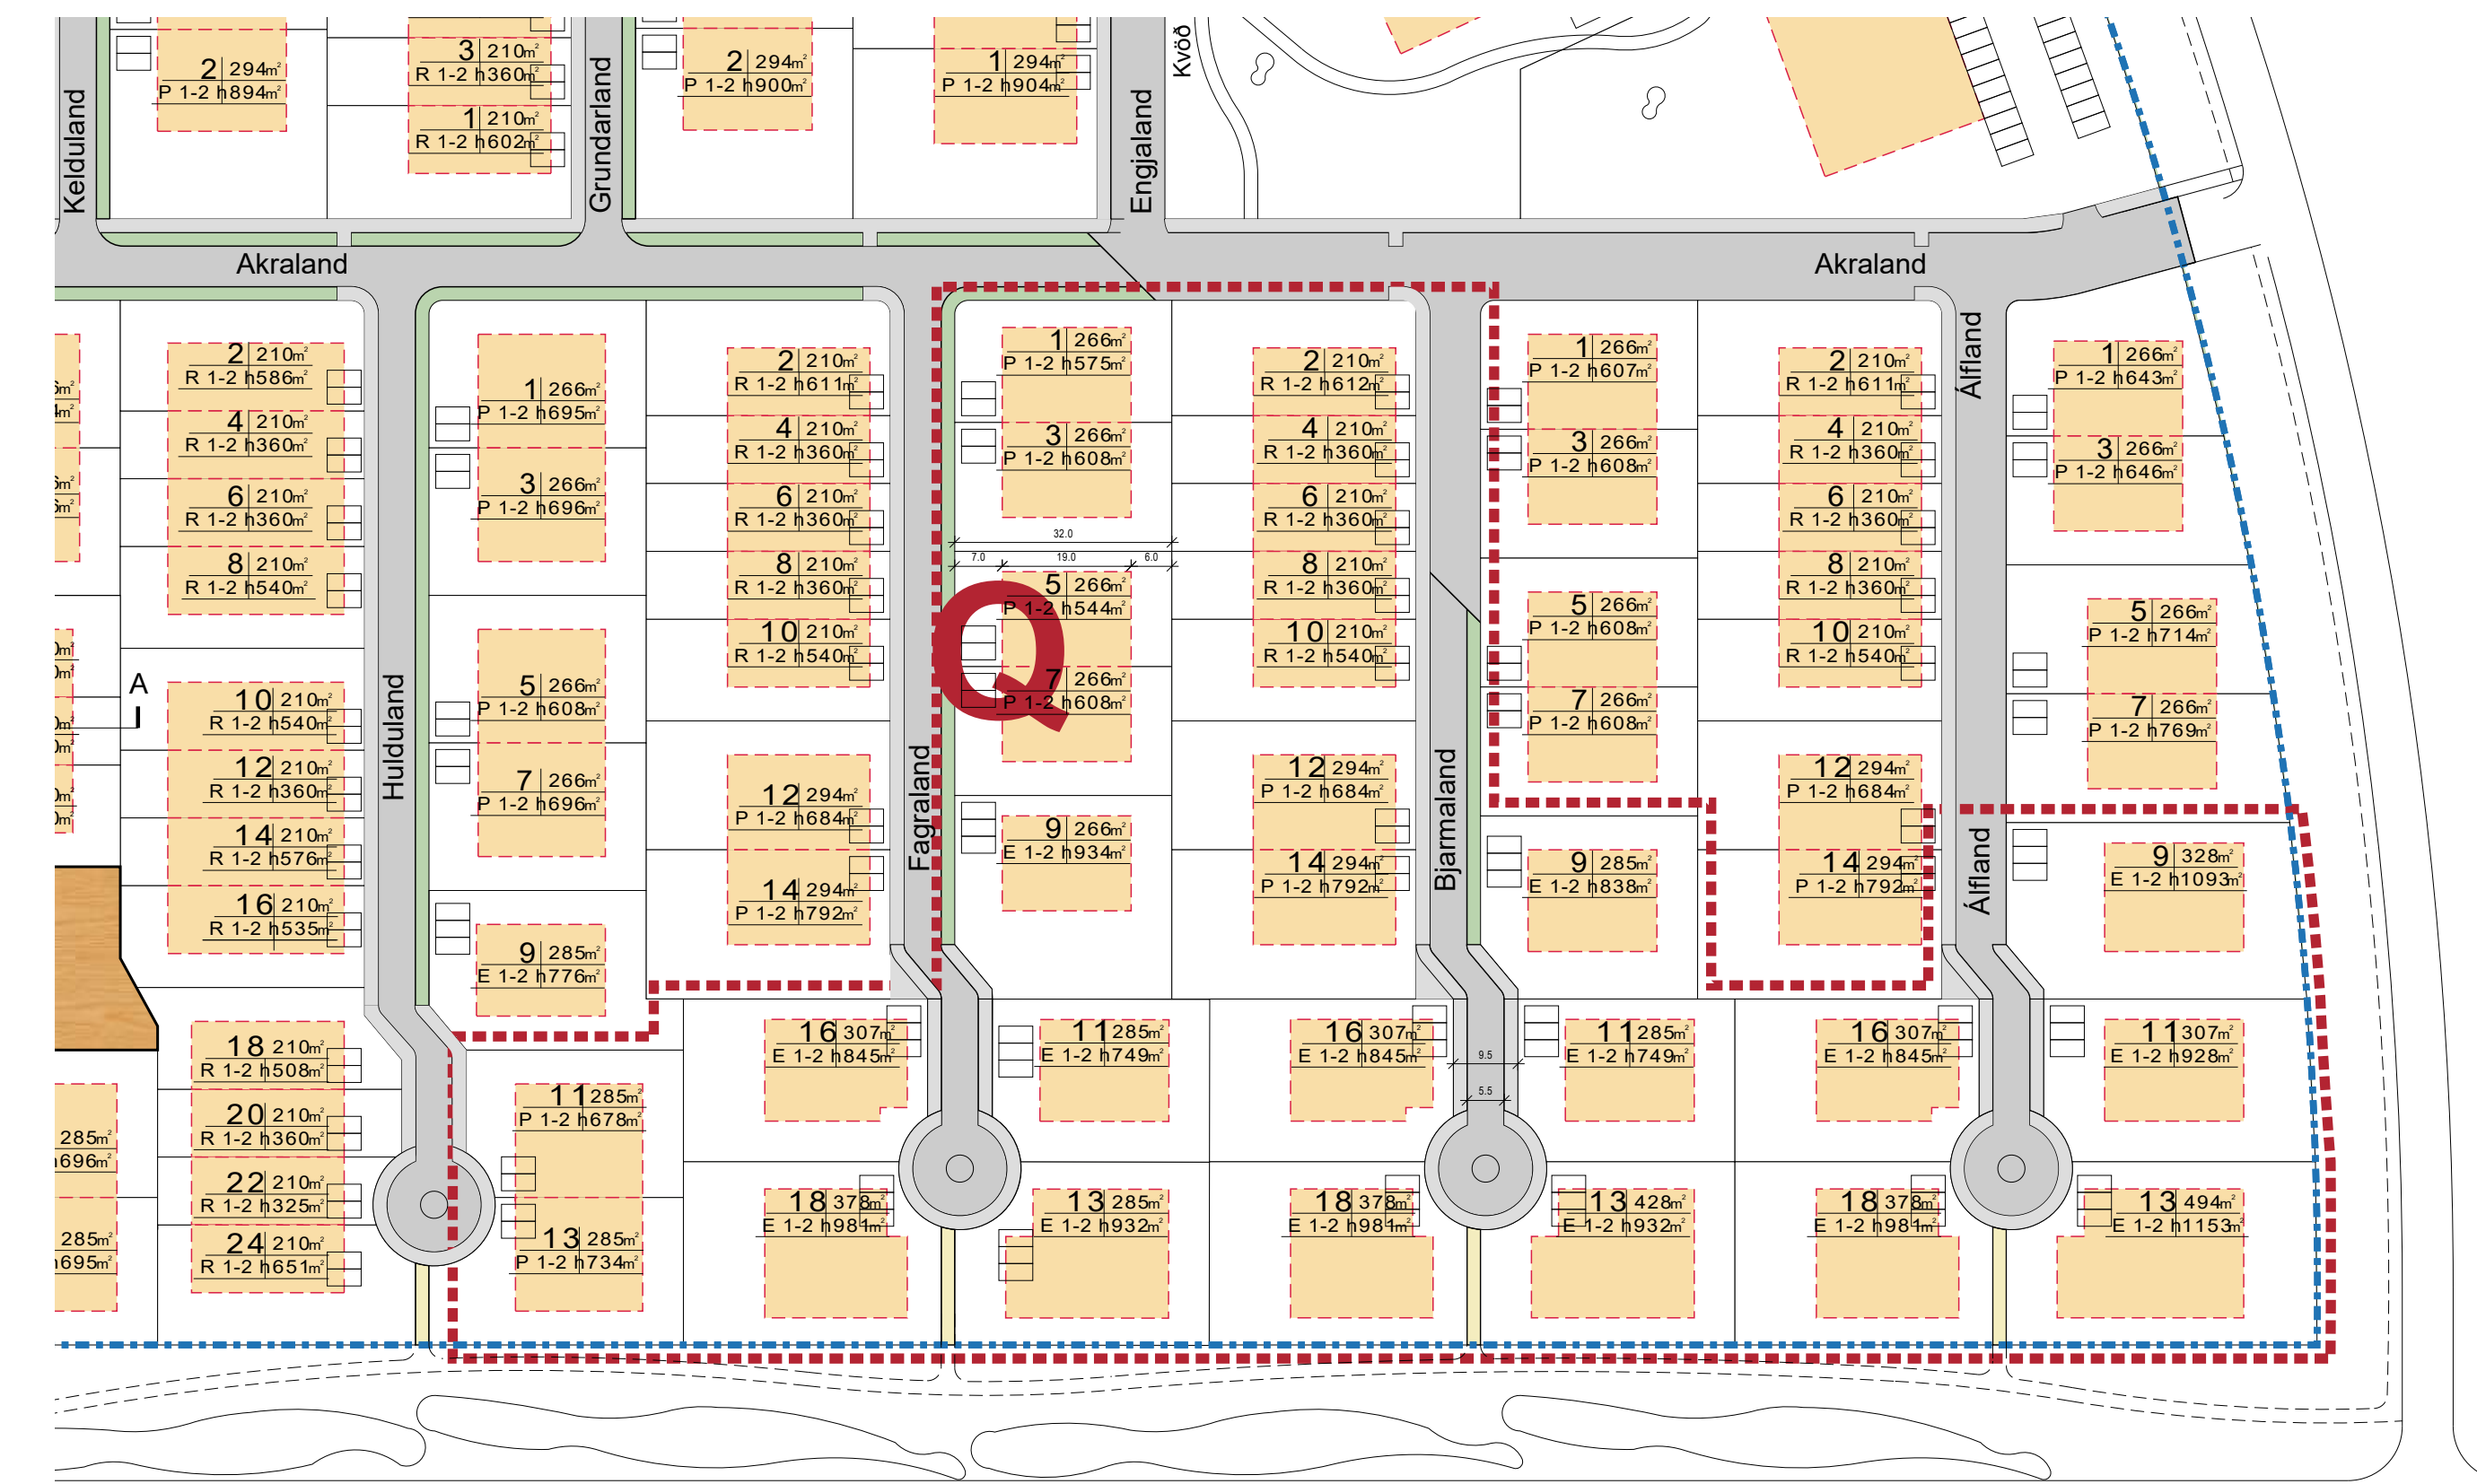 Kelduland
2 294m²
P 1-2 h894m²
3 210m²
R 1-2 h360m²
1 210m²
R 1-2 h602m²
Grundarland
2 294m²
P 1-2 h900m²
1 294m²
P 1-2 h904m²
Engjaland
Kvöð
Akraland
Akraland
2 210m²
R 1-2 h586m²
4 210m²
R 1-2 h360m²
6 210m²
R 1-2 h360m²
8 210m²
R 1-2 h540m²
10 210m²
R 1-2 h540m²
12 210m²
R 1-2 h360m²
14 210m²
R 1-2 h576m²
16 210m²
R 1-2 h535m²
18 210m²
R 1-2 h508m²
20 210m²
R 1-2 h360m²
22 210m²
R 1-2 h325m²
24 210m²
R 1-2 h651m²
A
285m²
h696m²
285m²
h695m²
Hulduland
1 266m²
P 1-2 h695m²
3 266m²
P 1-2 h696m²
5 266m²
P 1-2 h608m²
7 266m²
P 1-2 h696m²
9 285m²
E 1-2 h776m²
11 285m²
P 1-2 h678m²
13 285m²
P 1-2 h734m²
2 210m²
R 1-2 h611m²
4 210m²
R 1-2 h360m²
6 210m²
R 1-2 h360m²
8 210m²
R 1-2 h360m²
10 210m²
R 1-2 h540m²
12 294m²
P 1-2 h684m²
14 294m²
P 1-2 h792m²
16 307m²
E 1-2 h845m²
18 378m²
E 1-2 h981m²
Fagraland
1 266m²
P 1-2 h575m²
3 266m²
P 1-2 h608m²
32.0
7.0 19.0 6.0
5 266m²
P 1-2 h544m²
Q
7 266m²
P 1-2 h608m²
9 266m²
E 1-2 h934m²
11 285m²
E 1-2 h749m²
13 285m²
E 1-2 h932m²
2 210m²
R 1-2 h612m²
4 210m²
R 1-2 h360m²
6 210m²
R 1-2 h360m²
8 210m²
R 1-2 h360m²
10 210m²
R 1-2 h540m²
12 294m²
P 1-2 h684m²
14 294m²
P 1-2 h792m²
16 307m²
E 1-2 h845m²
18 378m²
E 1-2 h981m²
Bjarmaland
9.5
5.5
1 266m²
P 1-2 h607m²
3 266m²
P 1-2 h608m²
5 266m²
P 1-2 h608m²
7 266m²
P 1-2 h608m²
9 285m²
E 1-2 h838m²
11 285m²
E 1-2 h749m²
13 428m²
E 1-2 h932m²
2 210m²
R 1-2 h611m²
4 210m²
R 1-2 h360m²
6 210m²
R 1-2 h360m²
8 210m²
R 1-2 h360m²
10 210m²
R 1-2 h540m²
12 294m²
P 1-2 h684m²
14 294m²
P 1-2 h792m²
16 307m²
E 1-2 h845m²
18 378m²
E 1-2 h981m²
Álfland
Álfland
1 266m²
P 1-2 h643m²
3 266m²
P 1-2 h646m²
5 266m²
P 1-2 h714m²
7 266m²
P 1-2 h769m²
9 328m²
E 1-2 h1093m²
11 307m²
E 1-2 h928m²
13 494m²
E 1-2 h1153m²